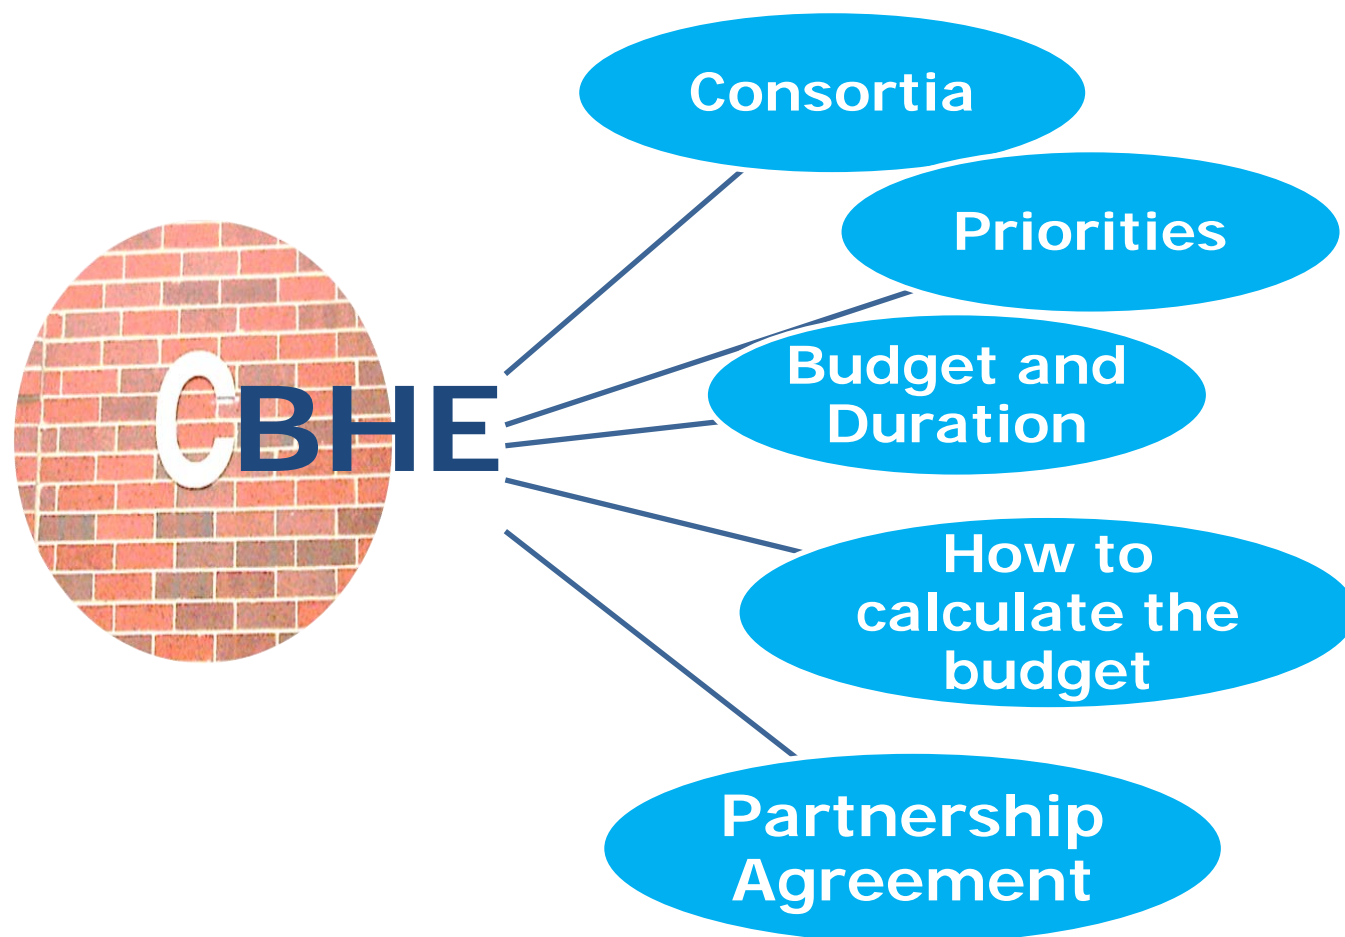 Consortia
Priorities
CBHE
Budget and
Duration
How to
calculate the
budget
Partnership
Agreement